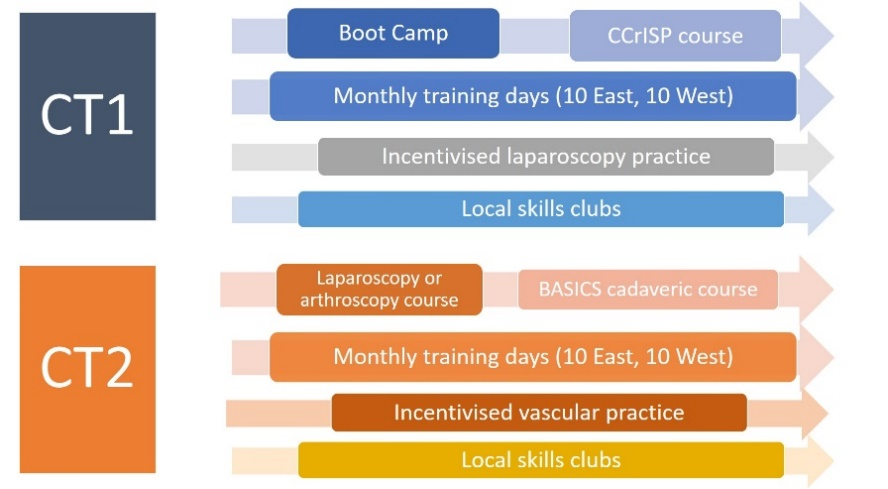 CT1
Boot Camp
CCrISP course
Monthly training days (10 East, 10 West)
Incentivised laparoscopy practice
Local skills clubs
CT2
Laparoscopy or
arthroscopy course
BASICS cadaveric course
Monthly training days (10 East, 10 West)
Incentivised vascular practice
Local skills clubs